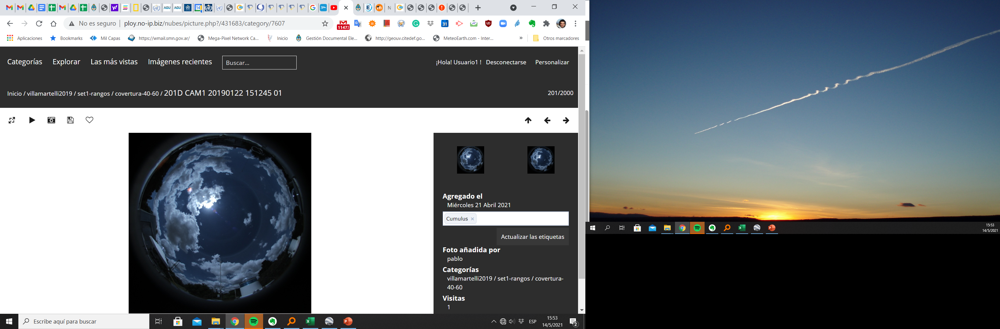 No es seguro | ploy.no-ip.biz/nubes/picture.php?/431683/category/7607
11473
31
Aplicaciones Bookmarks Mil Capas https://wmail.smn.gov.ar/ Mega-Pixel Network Ca... Inicio Gestión Documental Ele... http://geouv.citedef.go... MeteoEarth.com - Inter... » Otros marcadores
Categorías Explorar Las más vistas Imágenes recientes Buscar... ¡Hola! Usuario1 ! Desconectarse Personalizar
Inicio / villamartelli2019 / set1-rangos / covertura-40-60 / 201D CAM1 20190122 151245 01 201/2000
Agregado el
Miércoles 21 Abril 2021
Cumulus ×
Actualizar las etiquetas
Foto añadida por
pablo
Categorías
villamartelli2019 / set1-rangos / covertura-
40-60
Visitas
1
Escribe aquí para buscar
ESP
15:53
14/5/2021
2
15:53
14/5/2021